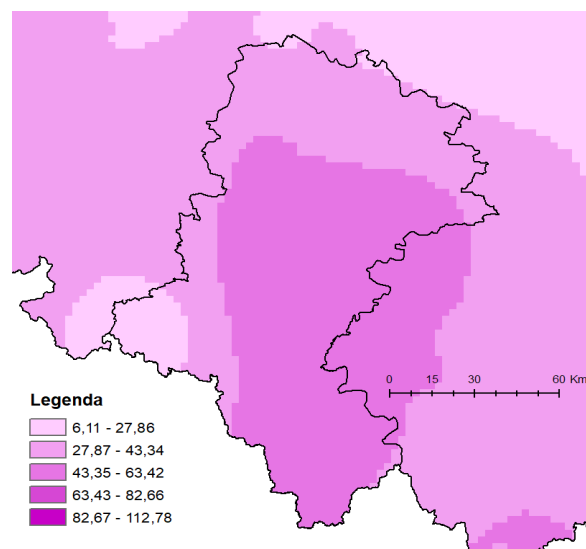 0 15 30 60 Km
Legenda
6,11 - 27,86
27,87 - 43,34
43,35 - 63,42
63,43 - 82,66
82,67 - 112,78